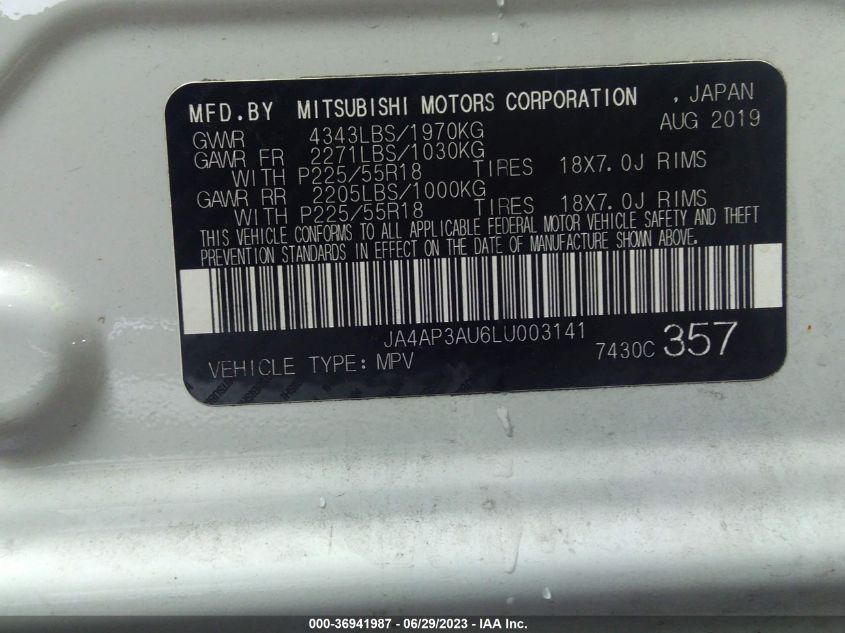 MFD.BY MITSUBISHI MOTORS CORPORATION , JAPAN
GVWR 4343LBS/1970KG AUG 2019
GAWR FR 2271LBS/1030KG
WITH P225/55R18 TIRES 18X7.0J RIMS
GAWR RR 2205LBS/1000KG
WITH P225/55R18 TIRES 18X7.0J RIMS
THIS VEHICLE CONFORMS TO ALL APPLICABLE FEDERAL MOTOR VEHICLE SAFETY AND THEFT
PREVENTION STANDARDS IN EFFECT ON THE DATE OF MANUFACTURE SHOWN ABOVE.
JA4AP3AU6LU003141
VEHICLE TYPE: MPV 7430C 357
000-36941987 - 06/29/2023 - IAA Inc.